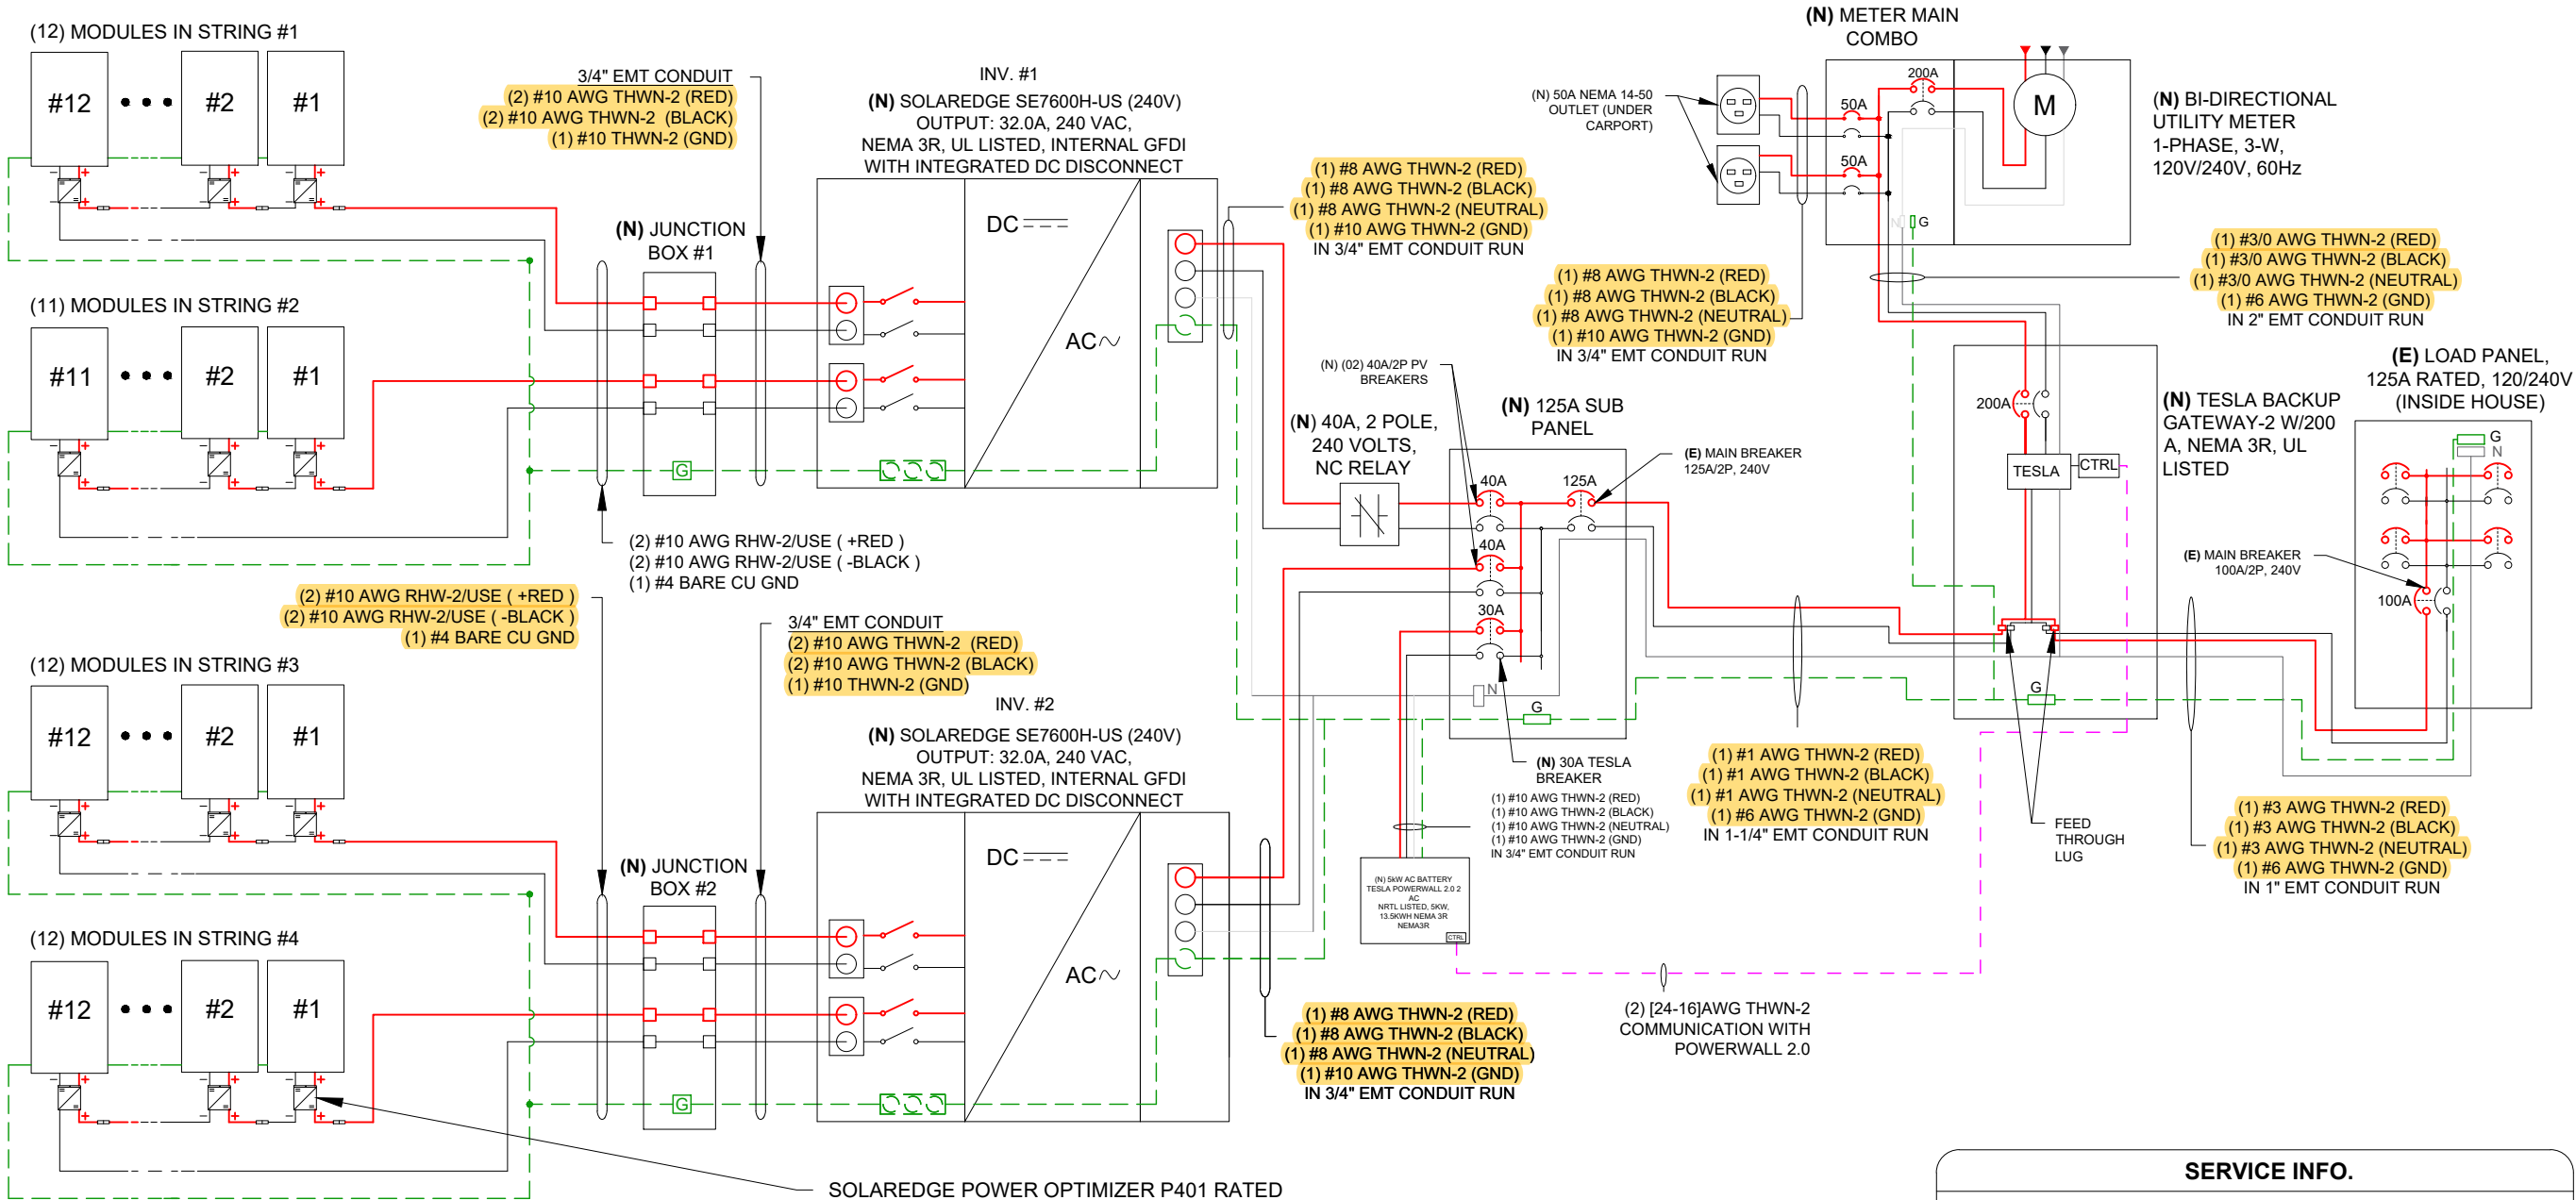 (12) MODULES IN STRING #1
#12
#2
#1
3/4" EMT CONDUIT
(2) #10 AWG THWN-2 (RED)
(2) #10 AWG THWN-2 (BLACK)
(1) #10 THWN-2 (GND)
INV. #1
(N) SOLAREDGE SE7600H-US (240V)
OUTPUT: 32.0A, 240 VAC,
NEMA 3R, UL LISTED, INTERNAL GFDI
WITH INTEGRATED DC DISCONNECT
DC
AC
(N) JUNCTION
BOX #1
G
(11) MODULES IN STRING #2
#11
#2
#1
(2) #10 AWG RHW-2/USE ( +RED )
(2) #10 AWG RHW-2/USE ( -BLACK )
(1) #4 BARE CU GND
(1) #8 AWG THWN-2 (RED)
(1) #8 AWG THWN-2 (BLACK)
(1) #8 AWG THWN-2 (NEUTRAL)
(1) #10 AWG THWN-2 (GND)
IN 3/4" EMT CONDUIT RUN
(N) METER MAIN
COMBO
(N) 50A NEMA 14-50
OUTLET (UNDER
CARPORT)
50A
50A
200A
M
N
G
(N) BI-DIRECTIONAL
UTILITY METER
1-PHASE, 3-W,
120V/240V, 60Hz
(1) #8 AWG THWN-2 (RED)
(1) #8 AWG THWN-2 (BLACK)
(1) #8 AWG THWN-2 (NEUTRAL)
(1) #10 AWG THWN-2 (GND)
IN 3/4" EMT CONDUIT RUN
(1) #3/0 AWG THWN-2 (RED)
(1) #3/0 AWG THWN-2 (BLACK)
(1) #3/0 AWG THWN-2 (NEUTRAL)
(1) #6 AWG THWN-2 (GND)
IN 2" EMT CONDUIT RUN
(N) (02) 40A/2P PV
BREAKERS
(N) 40A, 2 POLE,
240 VOLTS,
NC RELAY
(N) 125A SUB
PANEL
(E) MAIN BREAKER
125A/2P, 240V
40A
125A
40A
30A
N
G
200A
TESLA
CTRL
G
(N) TESLA BACKUP
GATEWAY-2 W/200
A, NEMA 3R, UL
LISTED
(E) LOAD PANEL,
125A RATED, 120/240V
(INSIDE HOUSE)
G
N
(E) MAIN BREAKER
100A/2P, 240V
100A
(2) #10 AWG RHW-2/USE ( +RED )
(2) #10 AWG RHW-2/USE ( -BLACK )
(1) #4 BARE CU GND
3/4" EMT CONDUIT
(2) #10 AWG THWN-2 (RED)
(2) #10 AWG THWN-2 (BLACK)
(1) #10 THWN-2 (GND)
(12) MODULES IN STRING #3
#12
#2
#1
INV. #2
(N) SOLAREDGE SE7600H-US (240V)
OUTPUT: 32.0A, 240 VAC,
NEMA 3R, UL LISTED, INTERNAL GFDI
WITH INTEGRATED DC DISCONNECT
DC
AC
(N) JUNCTION
BOX #2
G
(12) MODULES IN STRING #4
#12
#2
#1
(N) 30A TESLA
BREAKER
(1) #10 AWG THWN-2 (RED)
(1) #10 AWG THWN-2 (BLACK)
(1) #10 AWG THWN-2 (NEUTRAL)
(1) #10 AWG THWN-2 (GND)
IN 3/4" EMT CONDUIT RUN
(N) 5kW AC BATTERY
TESLA POWERWALL 2.0 2
AC
NRTL LISTED, 5KW,
13.5KWH NEMA 3R
NEMA3R
CTRL
(1) #1 AWG THWN-2 (RED)
(1) #1 AWG THWN-2 (BLACK)
(1) #1 AWG THWN-2 (NEUTRAL)
(1) #6 AWG THWN-2 (GND)
IN 1-1/4" EMT CONDUIT RUN
FEED
THROUGH
LUG
(1) #3 AWG THWN-2 (RED)
(1) #3 AWG THWN-2 (BLACK)
(1) #3 AWG THWN-2 (NEUTRAL)
(1) #6 AWG THWN-2 (GND)
IN 1" EMT CONDUIT RUN
(1) #8 AWG THWN-2 (RED)
(1) #8 AWG THWN-2 (BLACK)
(1) #8 AWG THWN-2 (NEUTRAL)
(1) #10 AWG THWN-2 (GND)
IN 3/4" EMT CONDUIT RUN
(2) [24-16]AWG THWN-2
COMMUNICATION WITH
POWERWALL 2.0
SOLAREDGE POWER OPTIMIZER P401 RATED
SERVICE INFO.